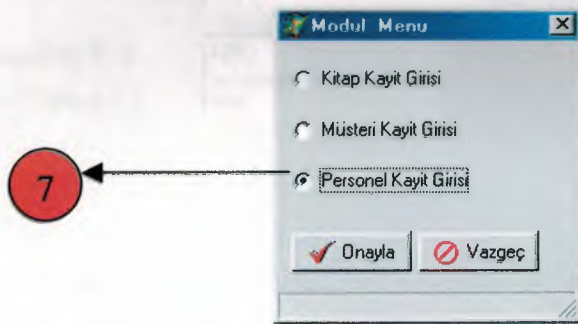 Modul Menu
Kitap Kayit Girisi
Müsteri Kayit Girisi
7
Personel Kayit Girisi
Onayla Vazgeç